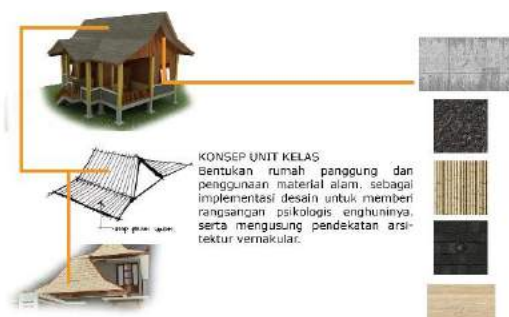 KONSEP UNIT KELAS
Bentukan rumah panggung dan
penggunaan material alam. sebagai
implementasi desain untuk memberi
rangsangan psikologis enghuninya.
serta mengusung pendekatan arsi-
tektur vernakular.